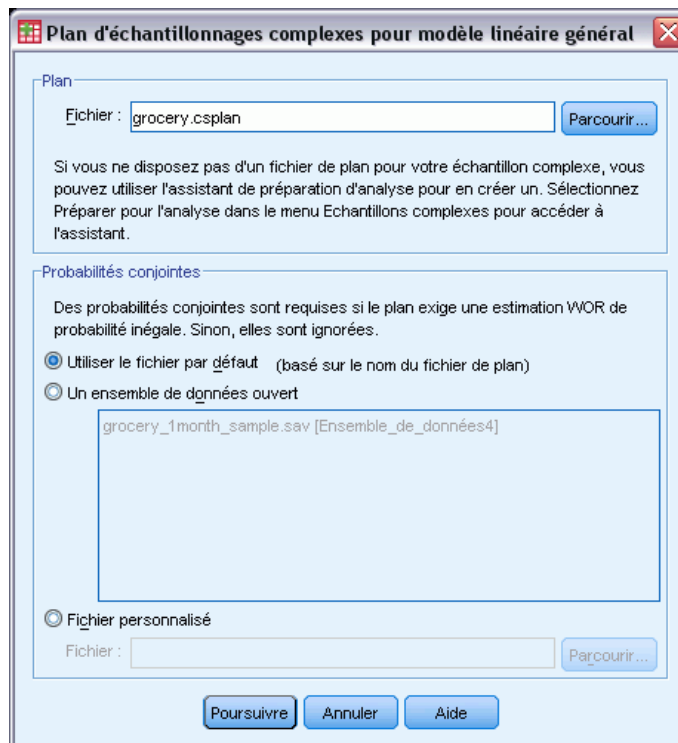 Plan d'échantillonnages complexes pour modèle linéaire général
Plan
Fichier : grocery.csplan Parcourir...
Si vous ne disposez pas d'un fichier de plan pour votre échantillon complexe, vous
pouvez utiliser l'assistant de préparation d'analyse pour en créer un. Sélectionnez
Préparer pour l'analyse dans le menu Echantillons complexes pour accéder à
l'assistant.
Probabilités conjointes
Des probabilités conjointes sont requises si le plan exige une estimation WOR de
probabilité inégale. Sinon, elles sont ignorées.
Utiliser le fichier par défaut (basé sur le nom du fichier de plan)
Un ensemble de données ouvert
grocery_1month_sample.sav [Ensemble_de_données4]
Fichier personnalisé
Fichier : Parcourir...
Poursuivre Annuler Aide